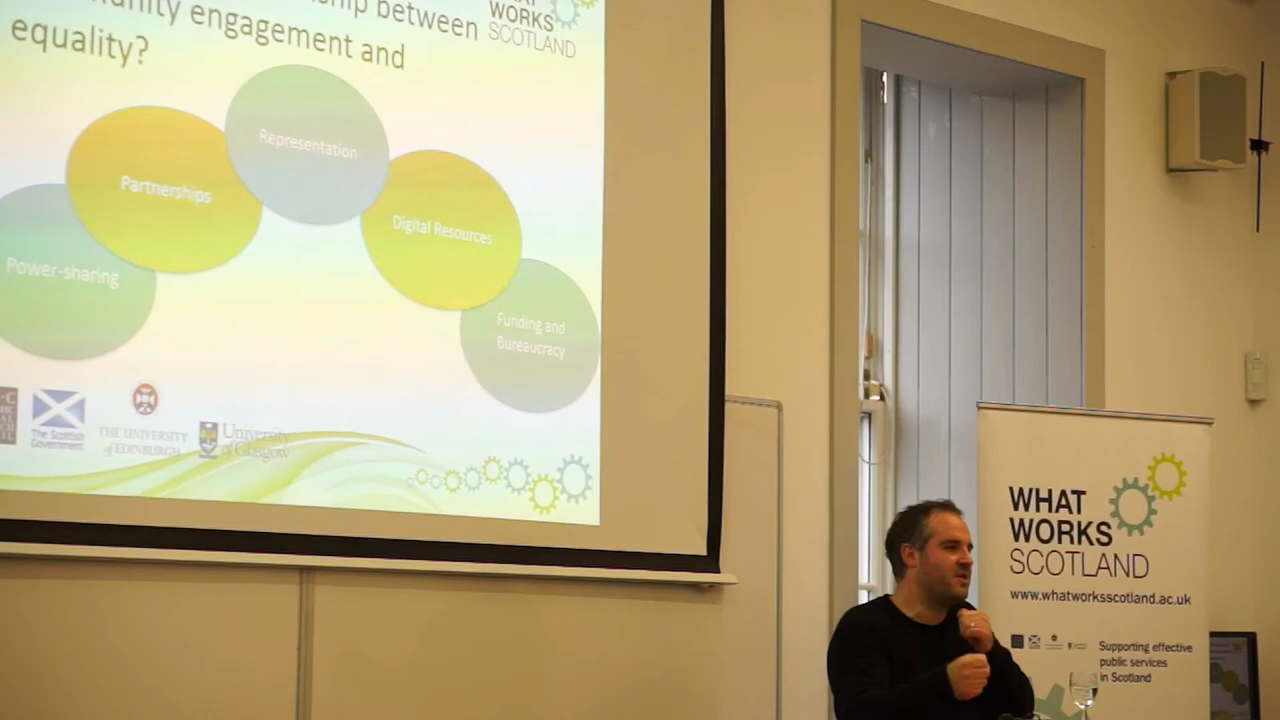 between
engagement and
equality?
WORKS
SCOTLAND
Representation
Partnerships
Digital Resources
Power-sharing
Funding and
Bureaucracy
The Scottish
Government
THE UNIVERSITY
of EDINBURGH
University
of Glasgow
WHAT
WORKS
SCOTLAND
www.whatworksscotland.ac.uk
Supporting effective
public services
in Scotland